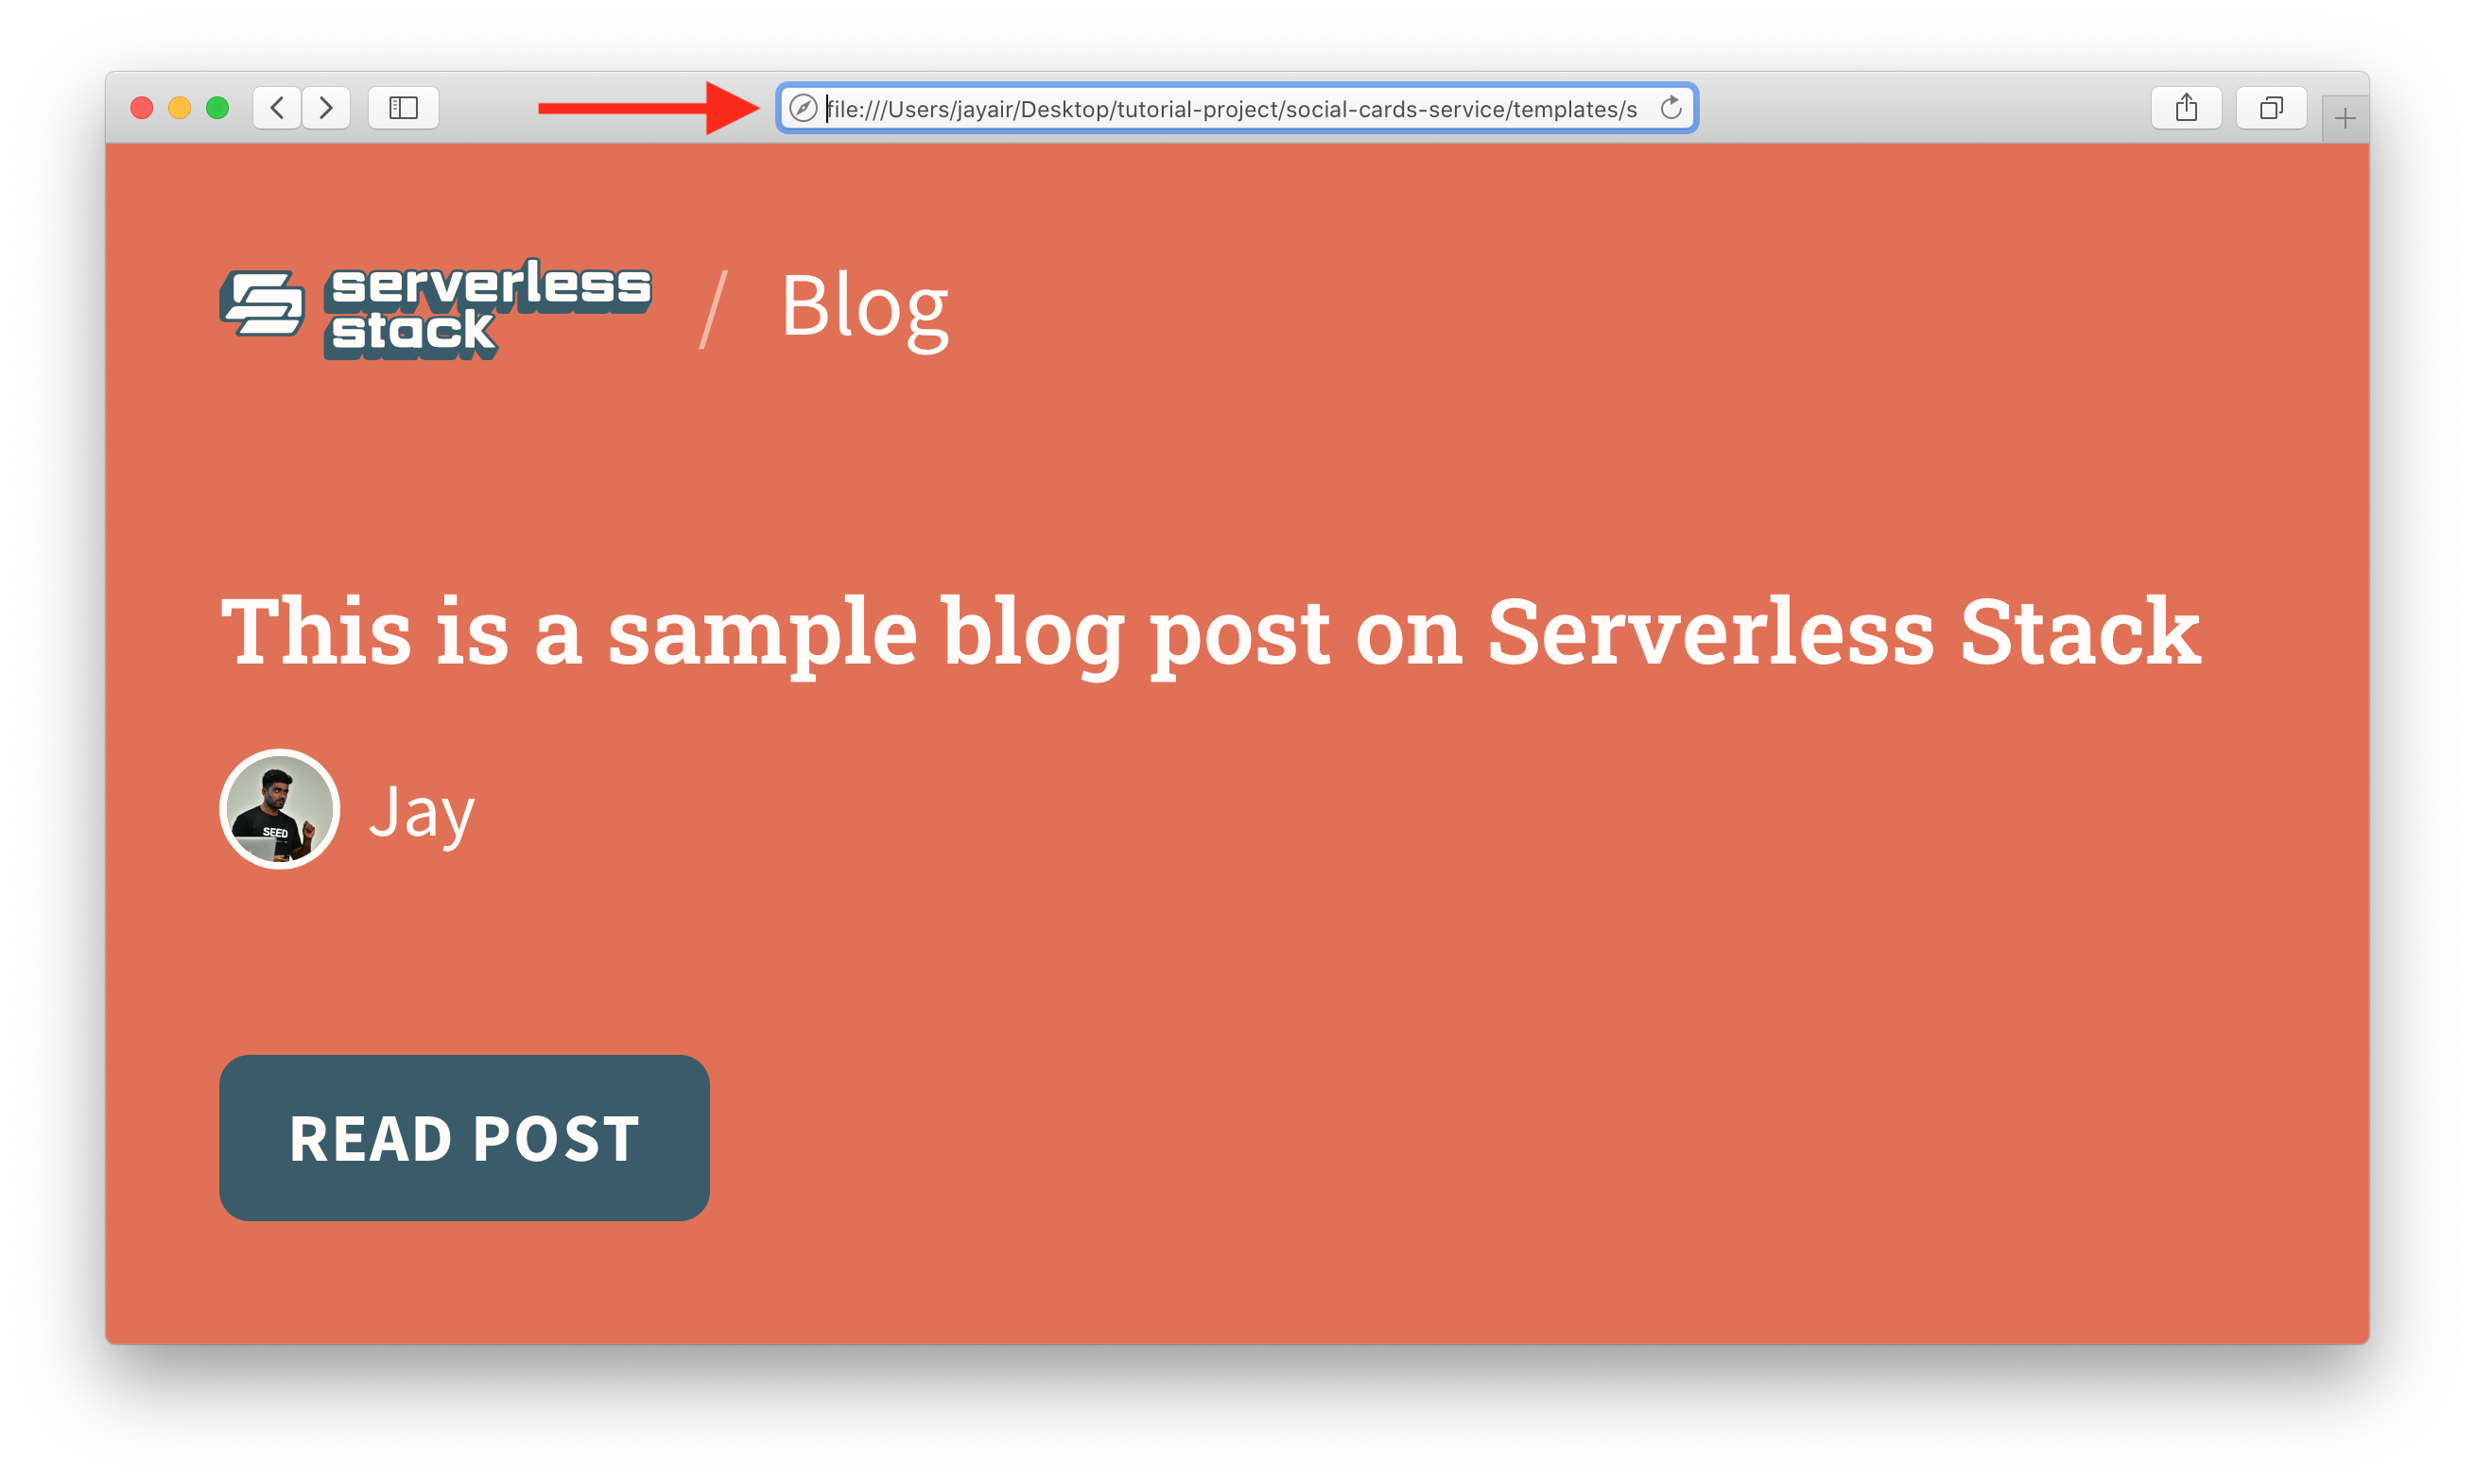 file:///Users/jayair/Desktop/tutorial-project/social-cards-service/templates/s
serverless
stack
/ Blog
This is a sample blog post on Serverless Stack
SEED
Jay
READ POST